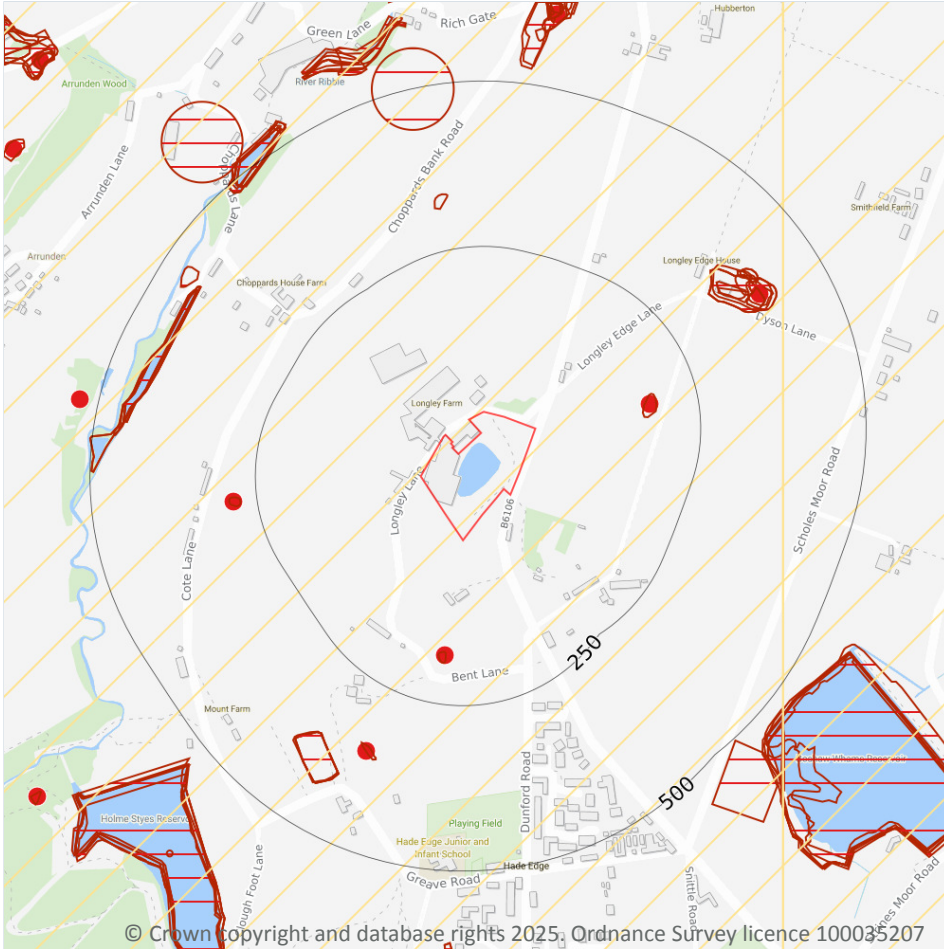 Hubberton
Rich Gate
Green Lane
River Ribble
Arrunden Wood
Choppards Bank Road
Choppards Lane
Arrunden Lane
Smithfield Farm
Arrunden
Longley Edge House
Choppards House Farm
Dyson Lane
Longley Edge Lane
Longley Farm
Longley Lane
B6106
Scholes Moor Road
Cote Lane
250
Bent Lane
Mount Farm
Dunford Road
500
Holme Styes Reservoir
Playing Field
Hade Edge Junior and
Infant School
Hade Edge
Greave Road
Snittle Road
© Crown copyright and database rights 2025. Ordnance Survey licence 100035207